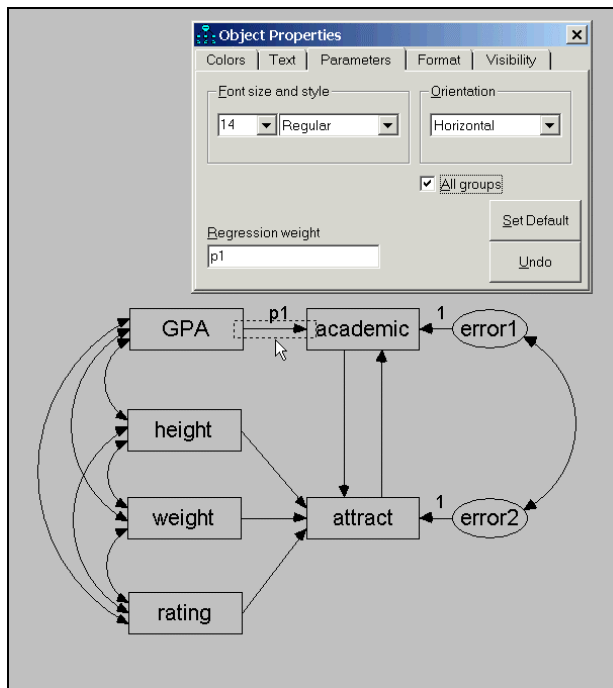 Object Properties
Colors Text Parameters Format Visibility
Font size and style
Orientation
14 Regular
Horizontal
All groups
Set Default
Regression weight
p1
Undo
p1
GPA
academic
1
error1
height
weight
attract
1
error2
rating